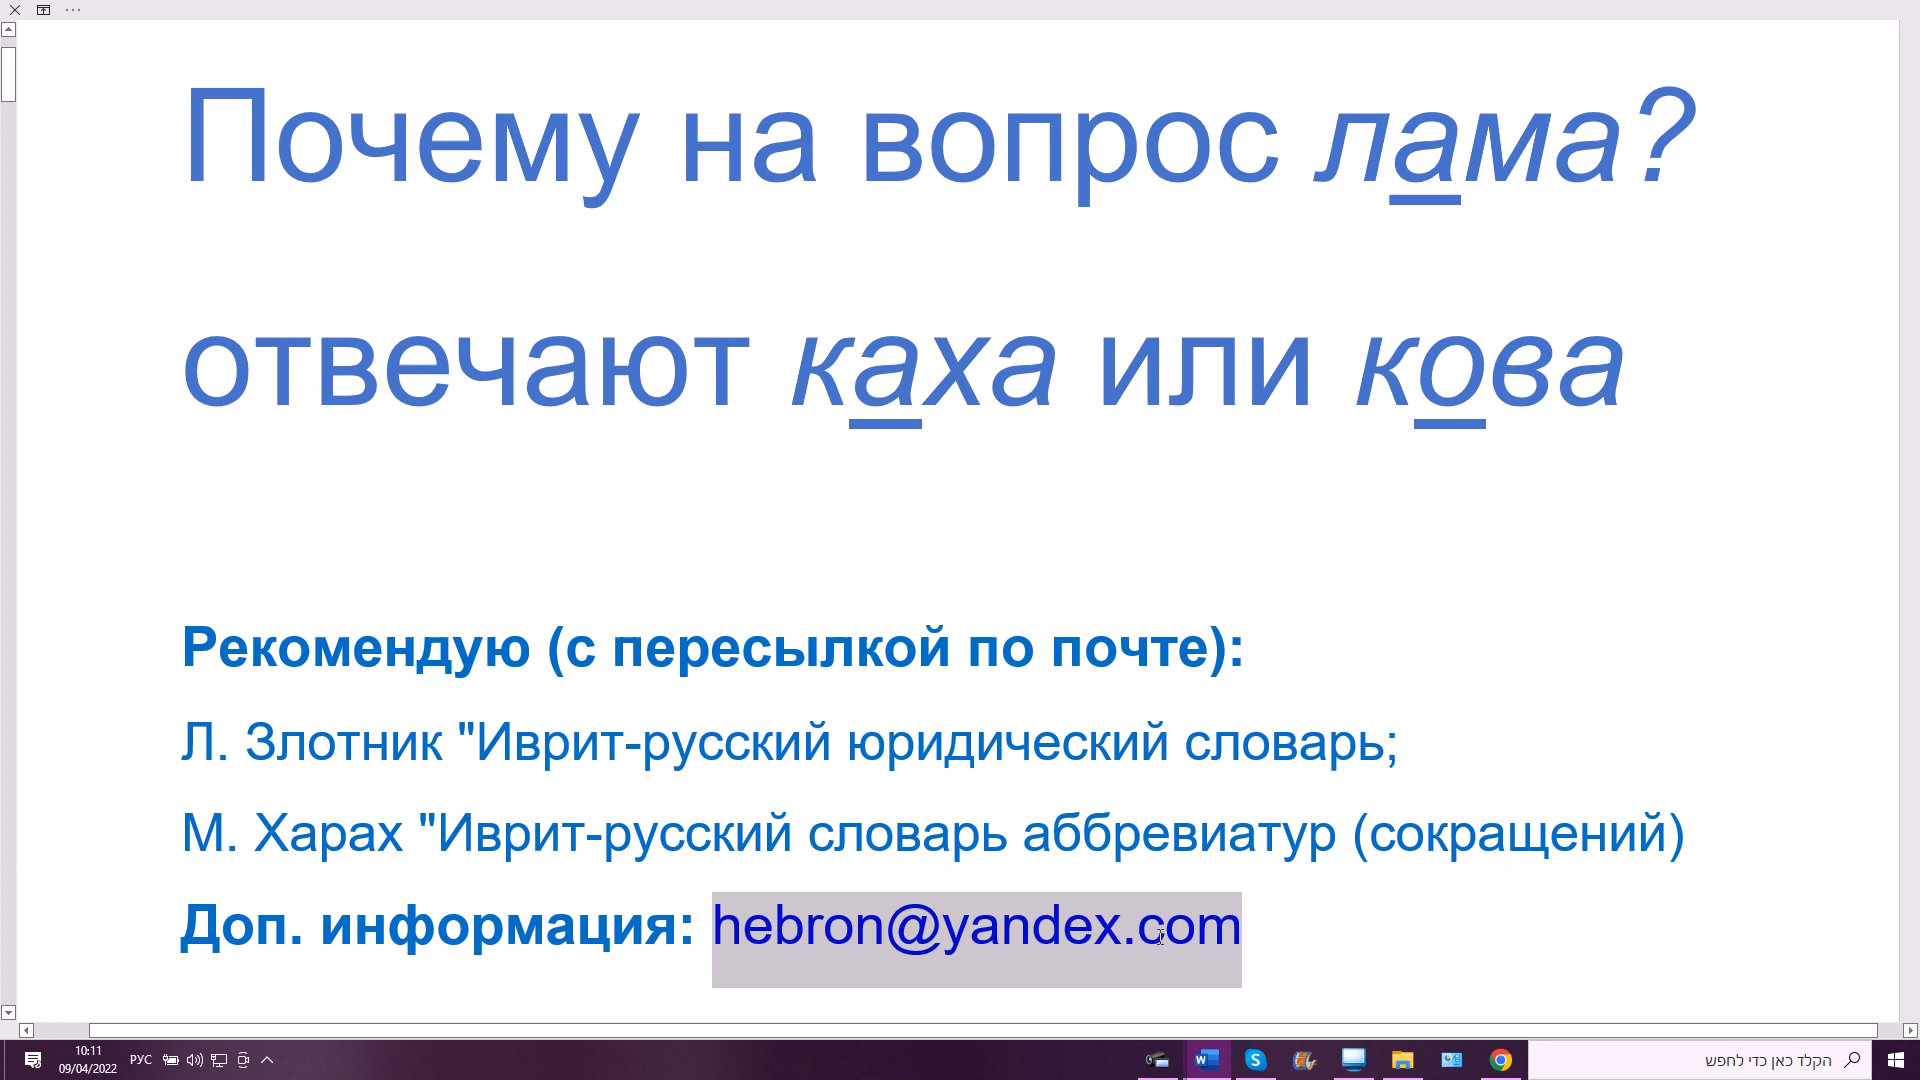 Почему на вопрос лама?
отвечают каха или кова
Рекомендую (с пересылкой по почте):
Л. Злотник "Иврит-русский юридический словарь;
М. Харах "Иврит-русский словарь аббревиатур (сокращений)
Доп. информация: hebron@yandex.com
10:11
09/04/2022
РУС
הקלד כאן כדי לחפש